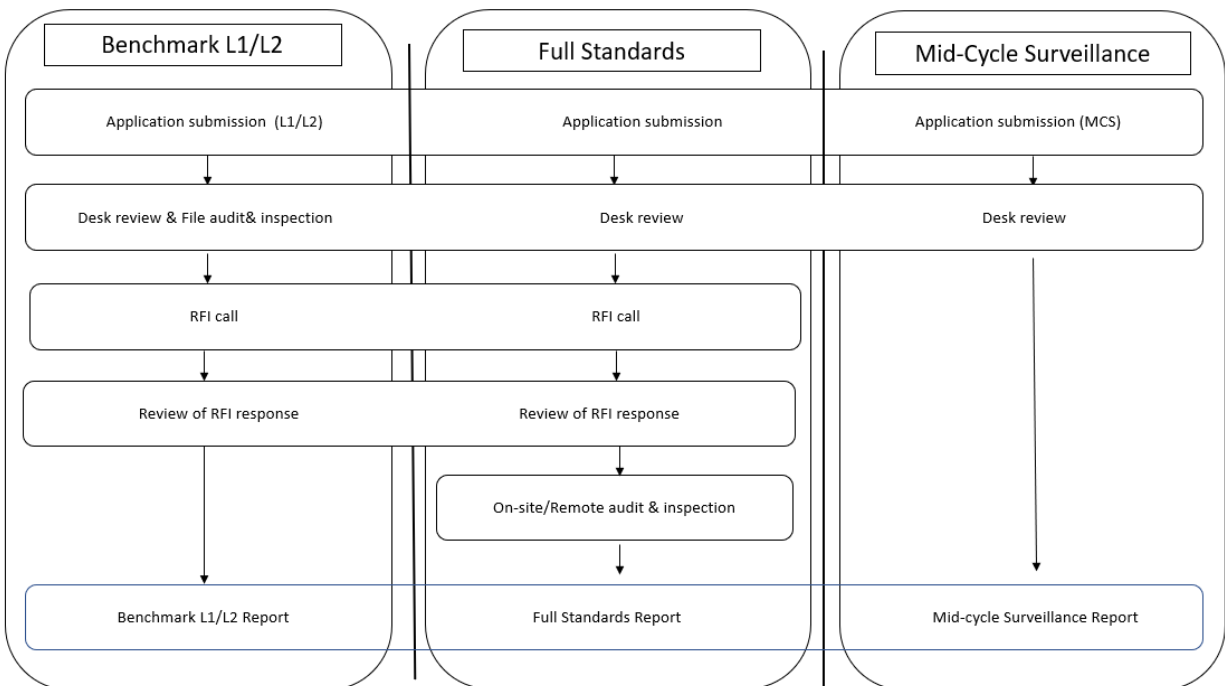 Benchmark L1/L2
Full Standards
Mid-Cycle Surveillance
Application submission (L1/L2)
Application submission
Application submission (MCS)
Desk review & File audit& inspection
Desk review
Desk review
RFI call
RFI call
Review of RFI response
Review of RFI response
On-site/Remote audit & inspection
Benchmark L1/L2 Report
Full Standards Report
Mid-cycle Surveillance Report